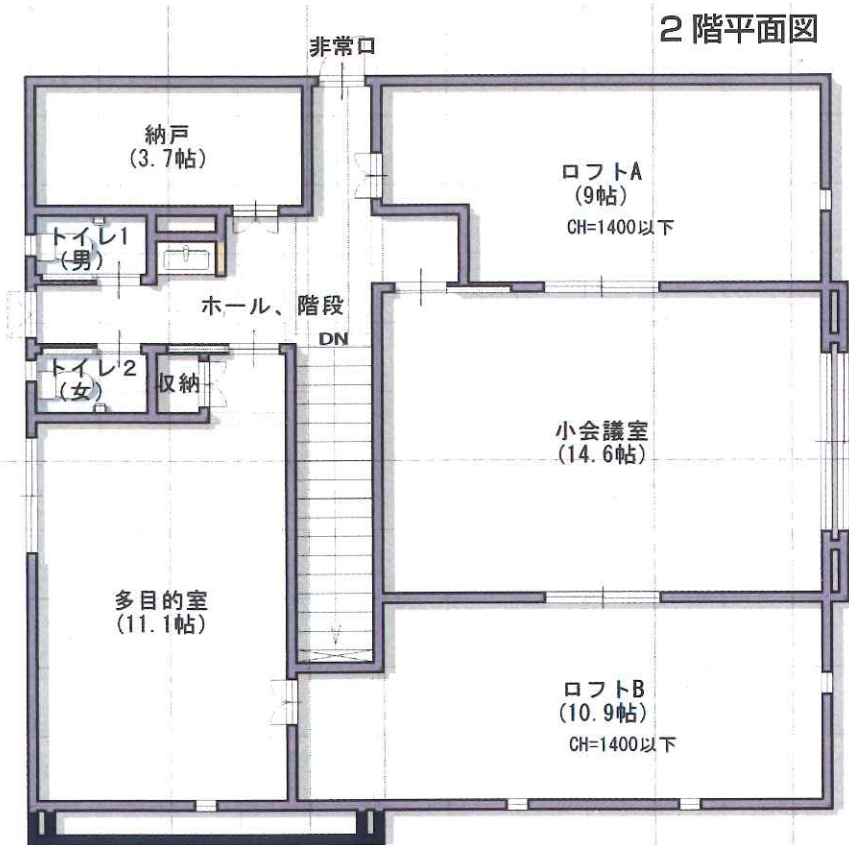 2階平面図
非常口
納戸
(3.7帖)
ロフトA
(9帖)
CH=1400以下
トイレ1
(男)
ホール、階段
DN
トイレ2
(女)
収納
小会議室
(14.6帖)
多目的室
(11.1帖)
ロフトB
(10.9帖)
CH=1400以下